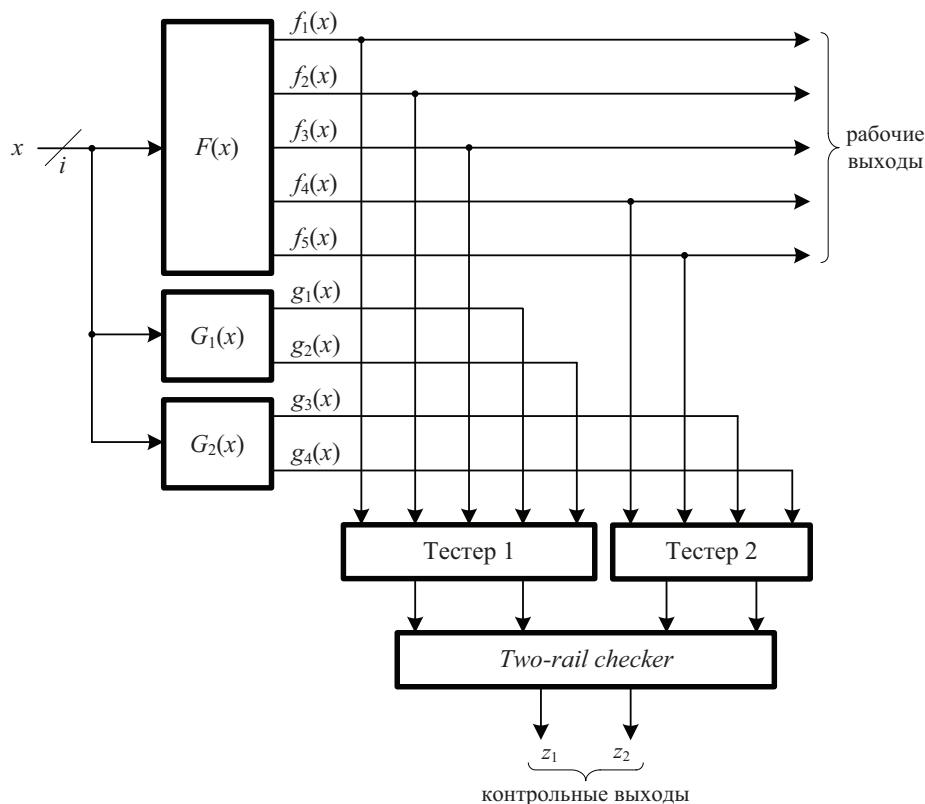 f1(x)
f2(x)
f3(x)
f4(x)
f5(x)
x
i
F(x)
рабочие
выходы
g1(x)
g2(x)
G1(x)
g3(x)
g4(x)
G2(x)
Тестер 1
Тестер 2
Two-rail checker
z1
z2
контрольные выходы